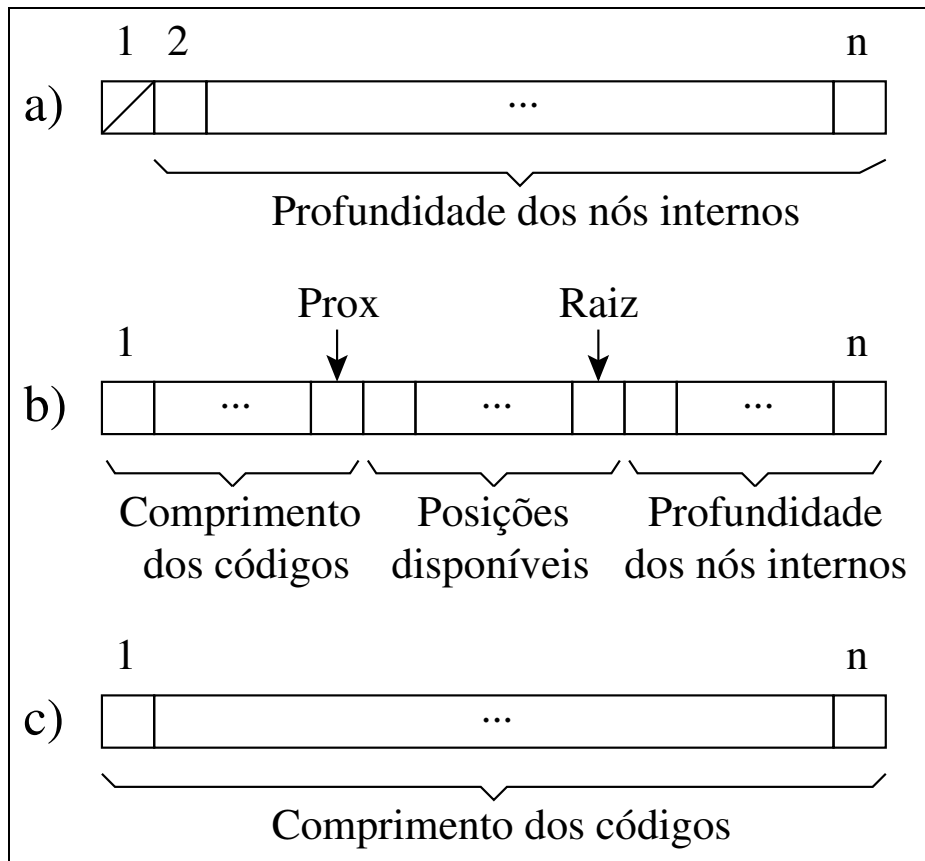 1 2 n
a) ...
Profundidade dos nós internos
Prox Raiz
1 n
b) ... ... ...
Comprimento Posições Profundidade
dos códigos disponíveis dos nós internos
1 n
c) ...
Comprimento dos códigos